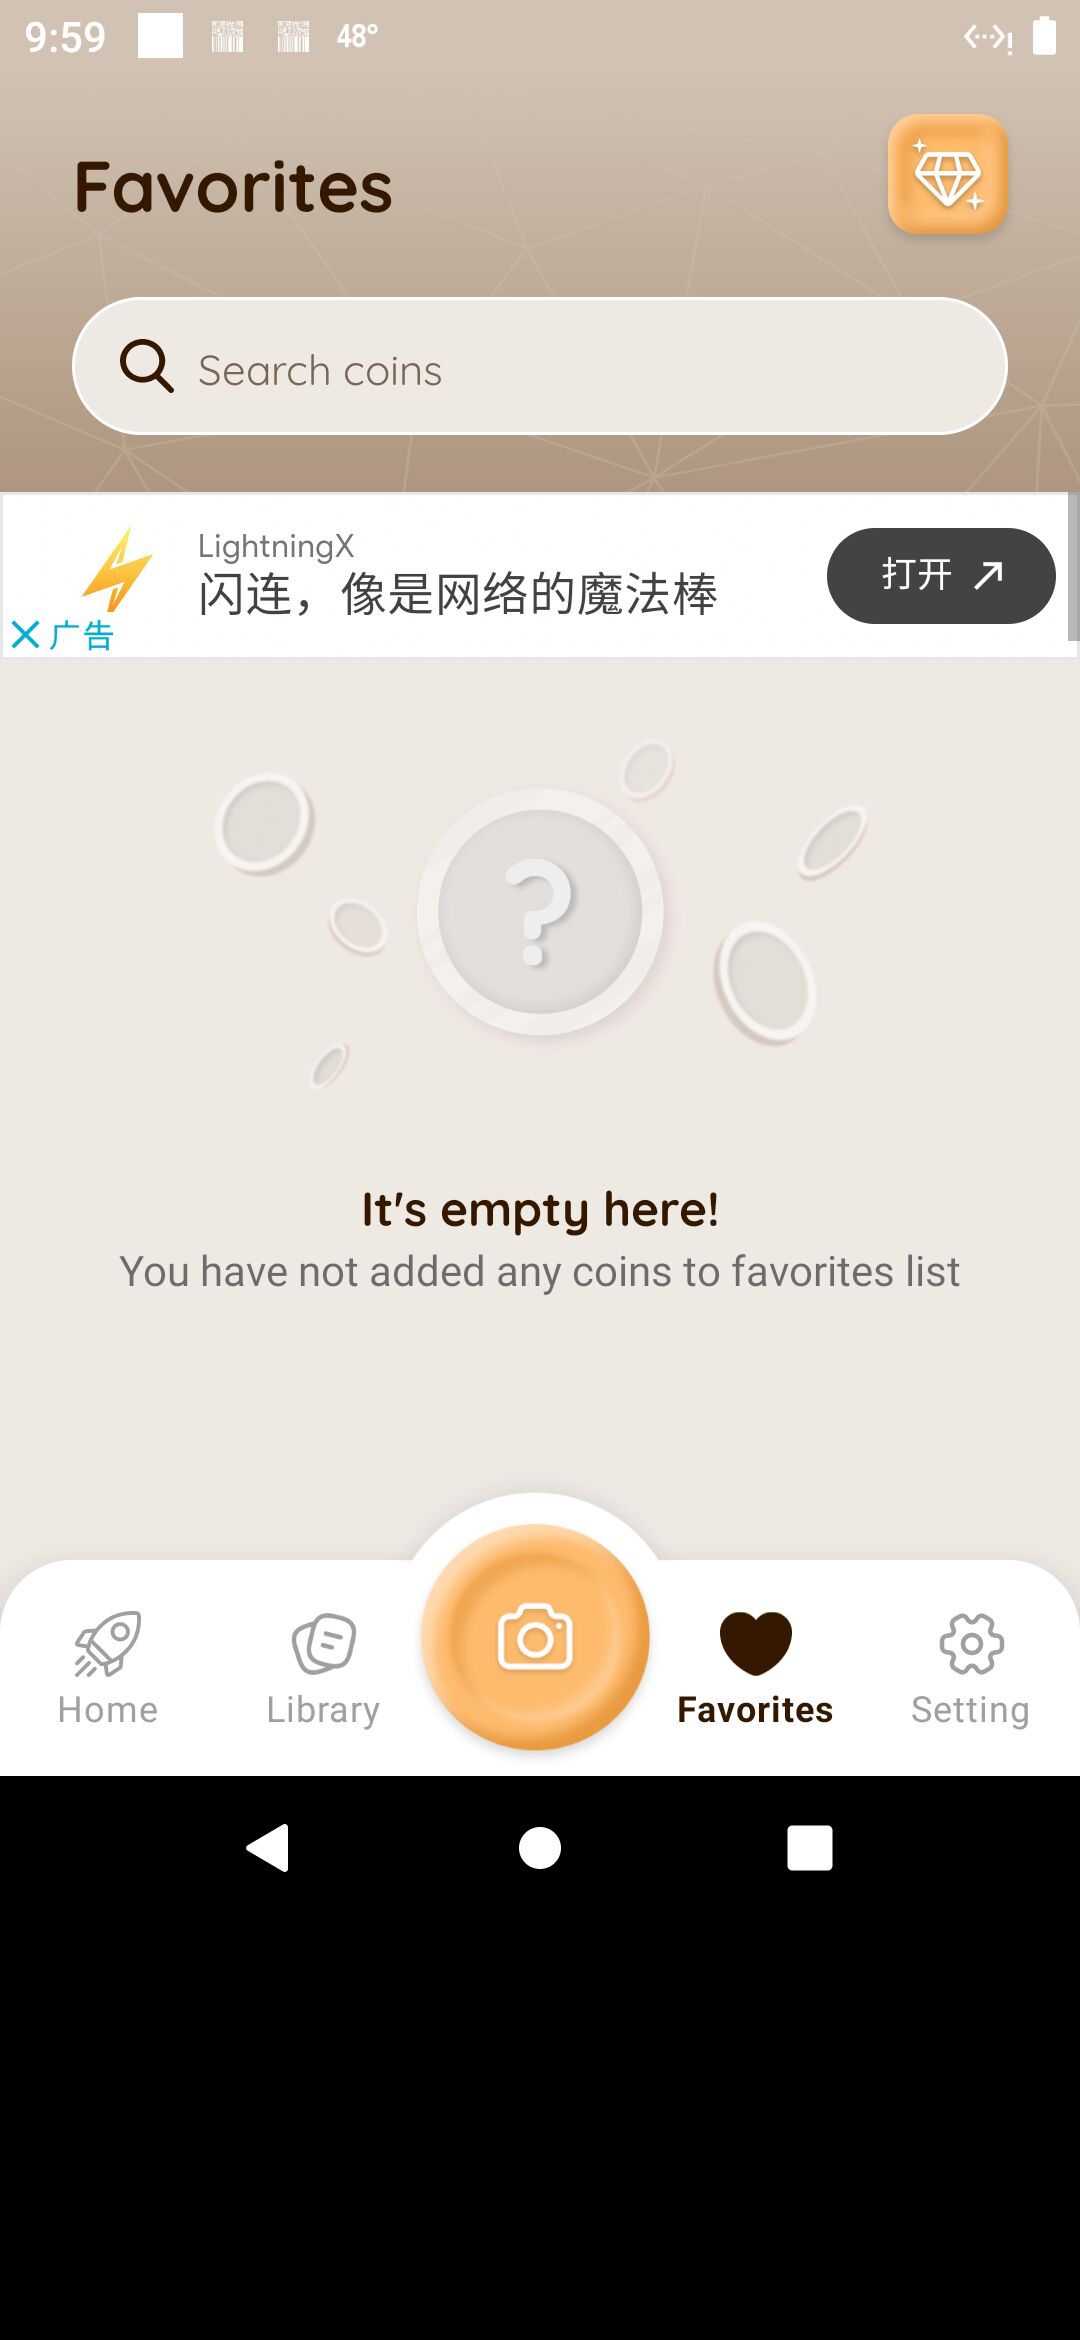 9:59 48°
Favorites
Search coins
LightningX
闪连，像是网络的魔法棒
打开
广告
?
It's empty here!
You have not added any coins to favorites list
Home
Library
Favorites
Setting